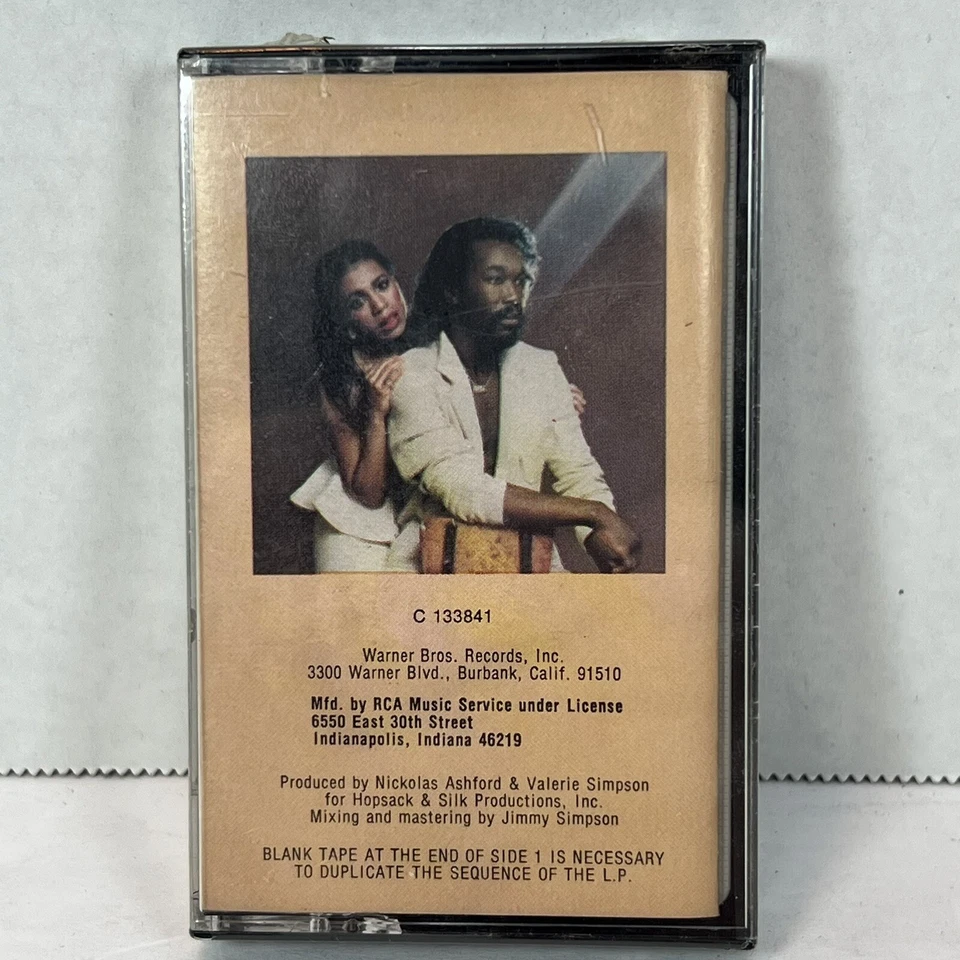 C 133841
Warner Bros. Records, Inc.
3300 Warner Blvd., Burbank, Calif. 91510
Mfd. by RCA Music Service under License
6550 East 30th Street
Indianapolis, Indiana 46219
Produced by Nickolas Ashford & Valerie Simpson
for Hopsack & Silk Productions, Inc.
Mixing and mastering by Jimmy Simpson
BLANK TAPE AT THE END OF SIDE 1 IS NECESSARY
TO DUPLICATE THE SEQUENCE OF THE L.P.